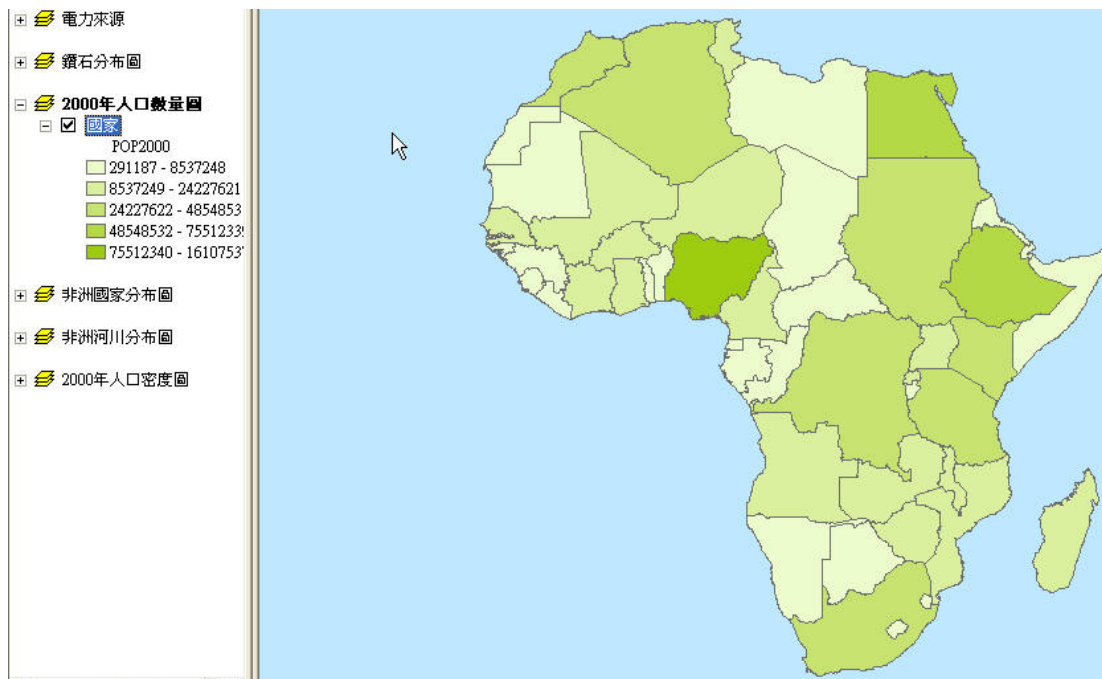 電力來源
鑽石分布圖
2000年人口數量圖
國家
POP2000
291187 - 8537248
8537249 - 24227621
24227622 - 4854853
48548532 - 7551233
75512340 - 1610753
非洲國家分布圖
非洲河川分布圖
2000年人口密度圖